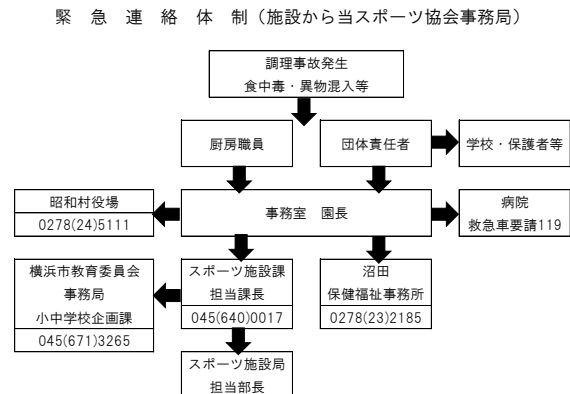 緊 急 連 絡 体 制（施設から当スポーツ協会事務局）
調理事故発生
食中毒・異物混入等
厨房職員
団体責任者
学校・保護者等
昭和村役場
0278(24)5111
事務室 園長
病院
救急車要請119
横浜市教育委員会
事務局
小中学校企画課
045(671)3265
スポーツ施設課
担当課長
045(640)0017
沼田
保健福祉事務所
0278(23)2185
スポーツ施設局
担当部長